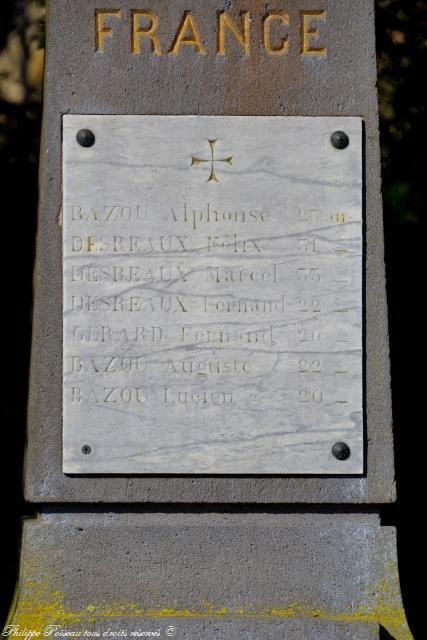 FRANCE
BAZOU Alphonse 25 ans
DESREAUX Félix 31 _
DESREAUX Marcel 33 _
DESREAUX Fernand 22 _
GERARD Fernand 20 _
BAZOU Auguste 22 _
BAZOU Lucien 20 _
Philippe Poiseau tous droits réservés ©